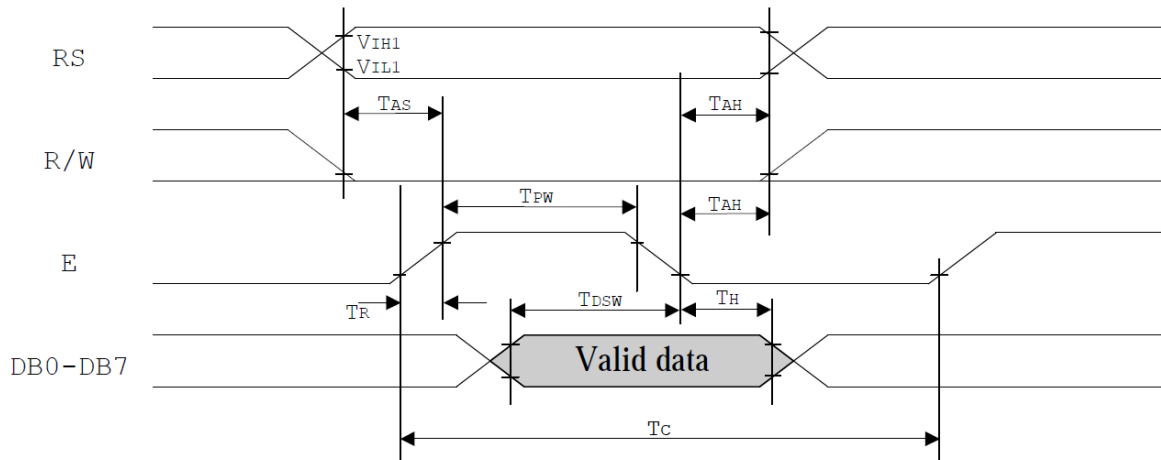 RS
VIH1
VIL1
TAS
TAH
R/W
TPW
TAH
E
TR
TDSW
TH
DB0-DB7
Valid data
TC